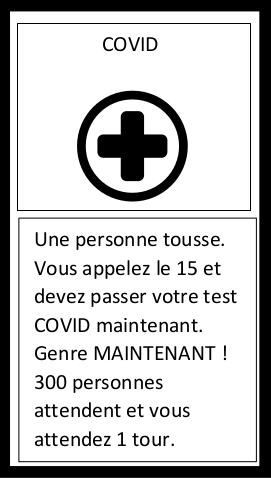 COVID
Une personne tousse.
Vous appelez le 15 et
devez passer votre test
COVID maintenant.
Genre MAINTENANT !
300 personnes
attendent et vous
attendez 1 tour.